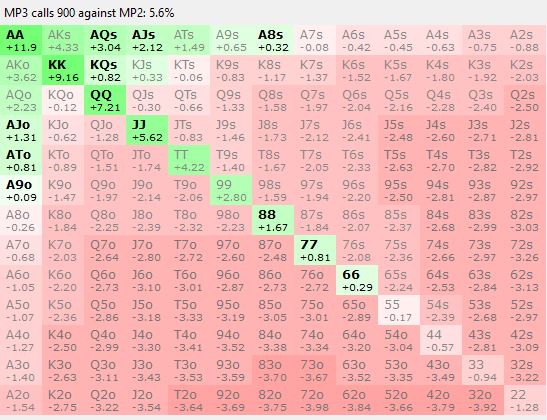 MP3 calls 900 against MP2: 5.6%
AA AKs AQs AJs ATs A9s A8s A7s A6s A5s A4s A3s A2s
+11.9 +4.33 +3.04 +2.12 +1.49 +0.65 +0.32 -0.08 -0.42 -0.45 -0.63 -0.75 -0.88
AKo KK KQs KJs KTs K9s K8s K7s K6s K5s K4s K3s K2s
+3.62 +9.16 +0.82 +0.33 -0.06 -0.83 -1.17 -1.37 -1.52 -1.67 -1.80 -1.92 -2.03
AQo KQo QQ QJs QTs Q9s Q8s Q7s Q6s Q5s Q4s Q3s Q2s
+2.23 -0.12 +7.21 -0.30 -0.66 -1.33 -1.58 -1.97 -2.04 -2.16 -2.28 -2.40 -2.50
AJo KJo QJo JJ JTs J9s J8s J7s J6s J5s J4s J3s J2s
+1.31 -0.62 -1.28 +5.62 -0.83 -1.46 -1.73 -2.12 -2.41 -2.48 -2.60 -2.71 -2.81
ATo KTo QTo JTo TT T9s T8s T7s T6s T5s T4s T3s T2s
+0.81 -0.89 -1.51 -1.74 +4.22 -1.40 -1.67 -2.05 -2.33 -2.63 -2.70 -2.82 -2.92
A9o K9o Q9o J9o T9o 99 98s 97s 96s 95s 94s 93s 92s
+0.09 -1.47 -1.97 -2.14 -2.06 +2.80 -1.59 -1.94 -2.20 -2.50 -2.81 -2.87 -2.97
A8o K8o Q8o J8o T8o 98o 88 87s 86s 85s 84s 83s 82s
-0.26 -1.84 -2.25 -2.39 -2.32 -2.23 +1.67 -1.84 -2.07 -2.37 -2.68 -2.99 -3.03
A7o K7o Q7o J7o T7o 97o 87o 77 76s 75s 74s 73s 72s
-0.68 -2.03 -2.64 -2.80 -2.72 -2.60 -2.48 +0.81 -2.08 -2.36 -2.66 -2.97 -3.26
A6o K6o Q6o J6o T6o 96o 86o 76o 66 65s 64s 63s 62s
-1.05 -2.20 -2.73 -3.10 -3.01 -2.87 -2.73 -2.72 +0.29 -2.24 -2.53 -2.84 -3.13
A5o K5o Q5o J5o T5o 95o 85o 75o 65o 55 54s 53s 52s
-1.07 -2.36 -2.86 -3.18 -3.33 -3.19 -3.05 -3.01 -2.89 -0.17 -2.39 -2.68 -2.97
A4o K4o Q4o J4o T4o 94o 84o 74o 64o 54o 44 43s 42s
-1.27 -2.50 -2.99 -3.30 -3.41 -3.52 -3.38 -3.34 -3.20 -3.04 -0.57 -2.81 -3.09
A3o K3o Q3o J3o T3o 93o 83o 73o 63o 53o 43o 33 32s
-1.40 -2.63 -3.11 -3.43 -3.53 -3.59 -3.70 -3.67 -3.52 -3.35 -3.49 -0.94 -3.22
A2o K2o Q2o J2o T2o 92o 82o 72o 62o 52o 42o 32o 22
-1.54 -2.75 -3.22 -3.54 -3.64 -3.69 -3.75 -3.98 -3.84 -3.66 -3.79 -3.92 -1.28